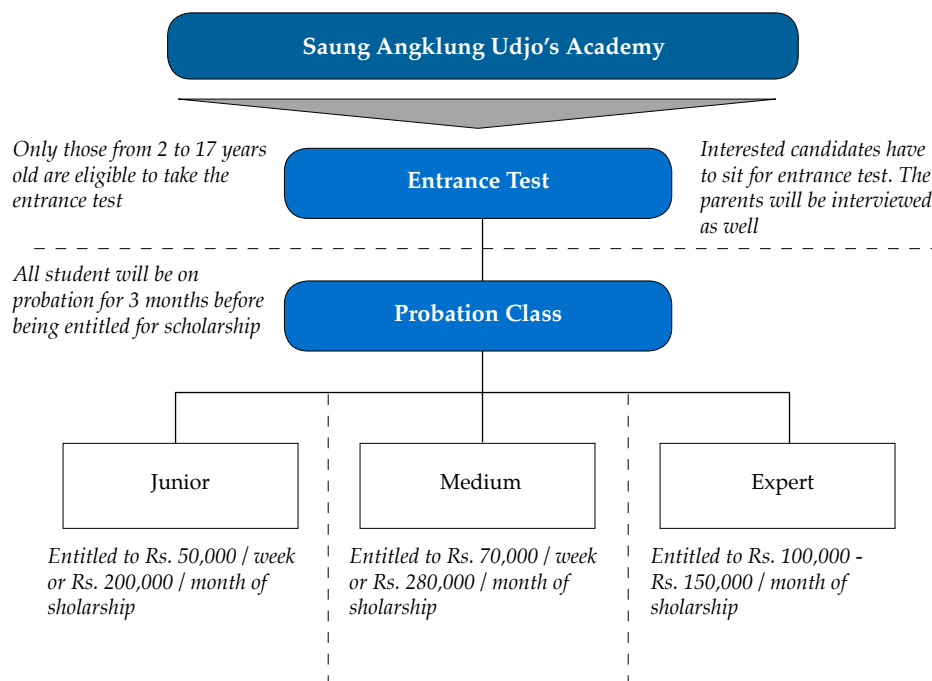 Saung Angklung Udjo’s Academy
Only those from 2 to 17 years
old are eligible to take the
entrance test
Entrance Test
Interested candidates have
to sit for entrance test. The
parents will be interviewed
as well
All student will be on
probation for 3 months before
being entitled for scholarship
Probation Class
Junior
Medium
Expert
Entitled to Rs. 50,000 / week
or Rs. 200,000 / month of
sholarship
Entitled to Rs. 70,000 / week
or Rs. 280,000 / month of
sholarship
Entitled to Rs. 100,000 -
Rs. 150,000 / month of
sholarship